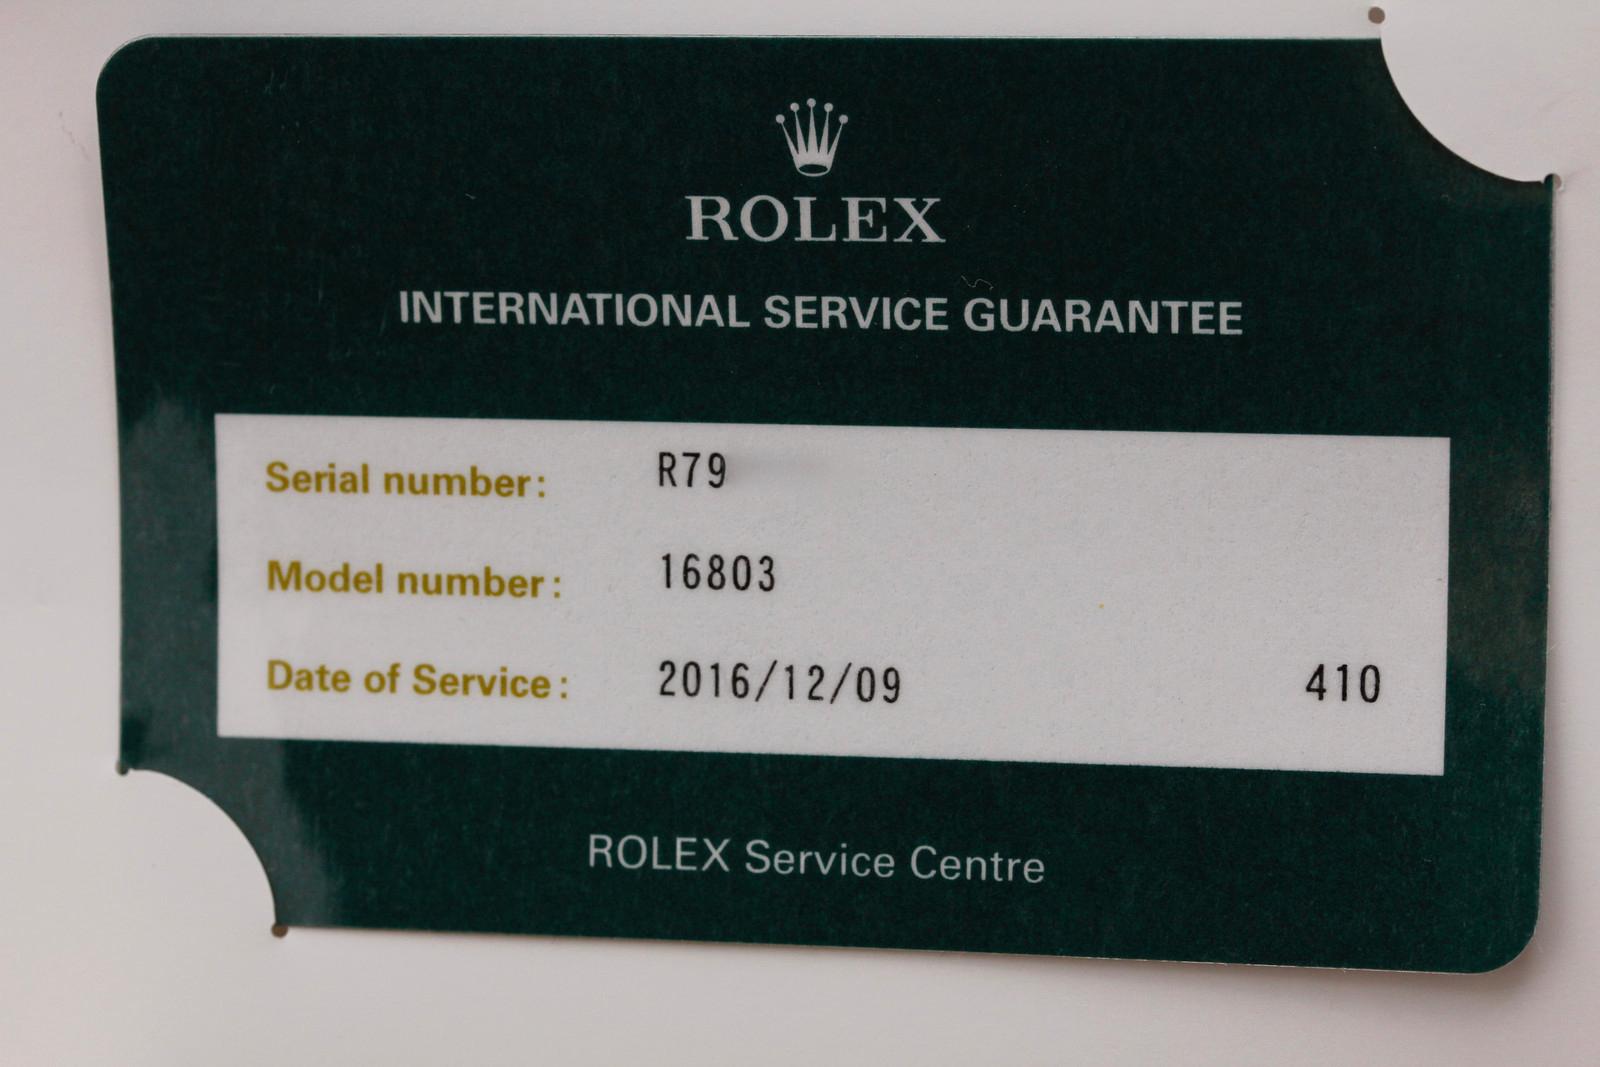 ROLEX
INTERNATIONAL SERVICE GUARANTEE
Serial number: R79
Model number: 16803
Date of Service: 2016/12/09 410
ROLEX Service Centre